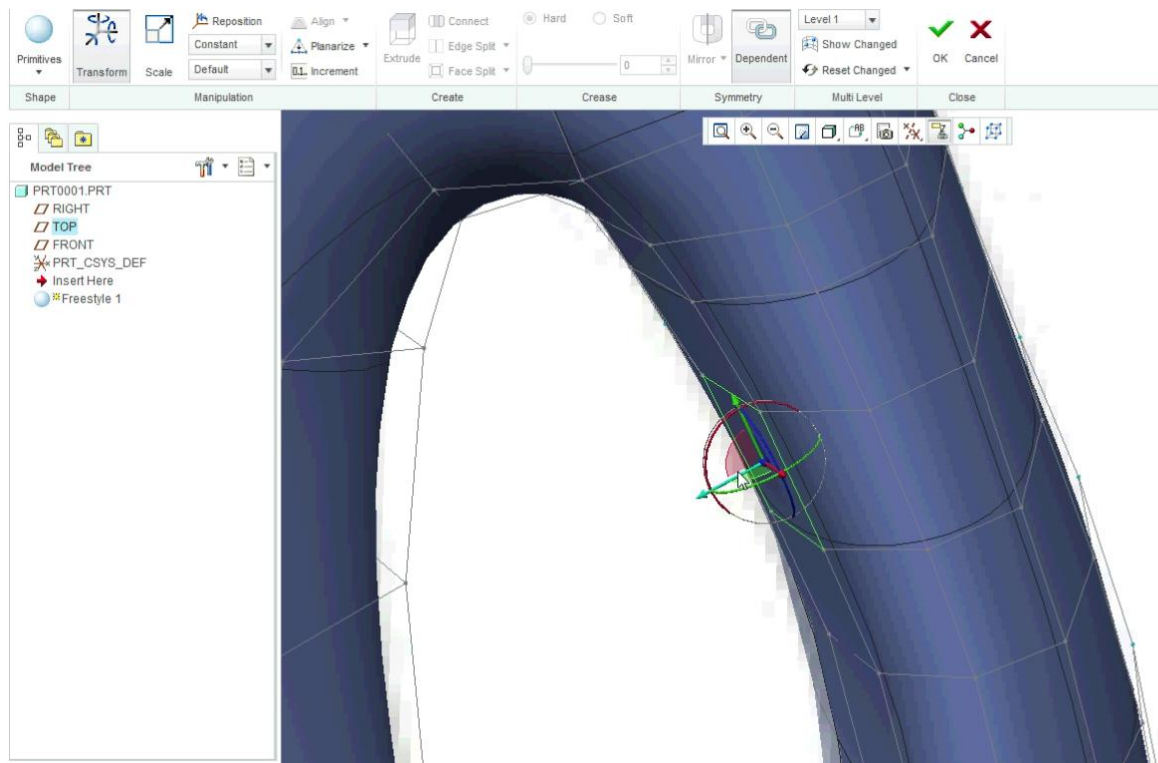 Primitives
Transform
Scale
Reposition
Constant
Default
Align
Planarize
0.1.. Increment
Extrude
Connect
Edge Split
Face Split
Hard
Soft
0
Mirror
Dependent
Level 1
Show Changed
Reset Changed
OK
Cancel
Shape
Manipulation
Create
Crease
Symmetry
Multi Level
Close
Model Tree
PRT0001.PRT
RIGHT
TOP
FRONT
PRT_CSYS_DEF
Insert Here
Freestyle 1